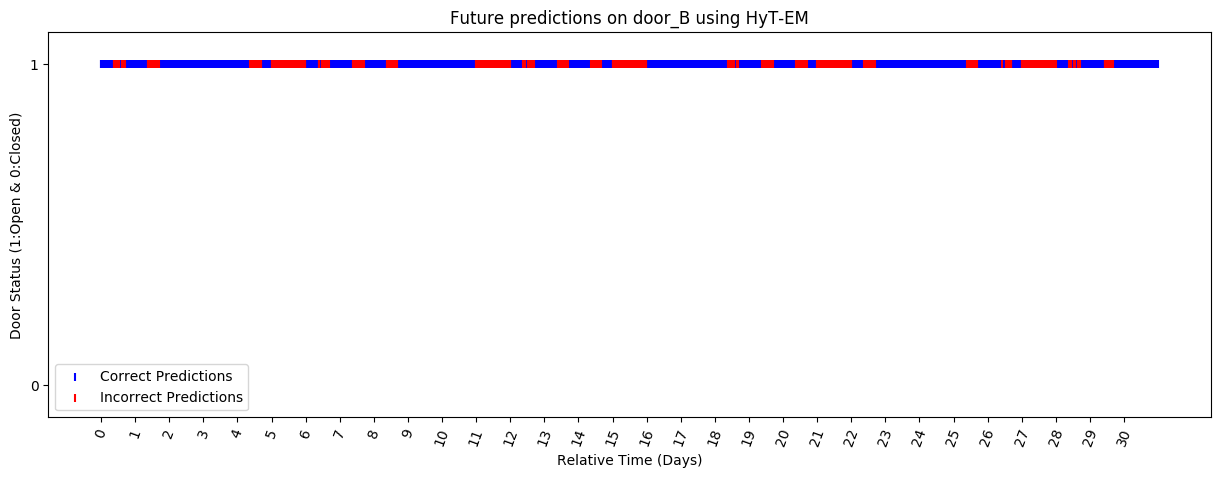 Future predictions on door_B using HyT-EM
Door Status (1:Open & 0:Closed)
1
0
Correct Predictions
Incorrect Predictions
0 1 2 3 4 5 6 7 8 9 10 11 12 13 14 15 16 17 18 19 20 21 22 23 24 25 26 27 28 29 30
Relative Time (Days)